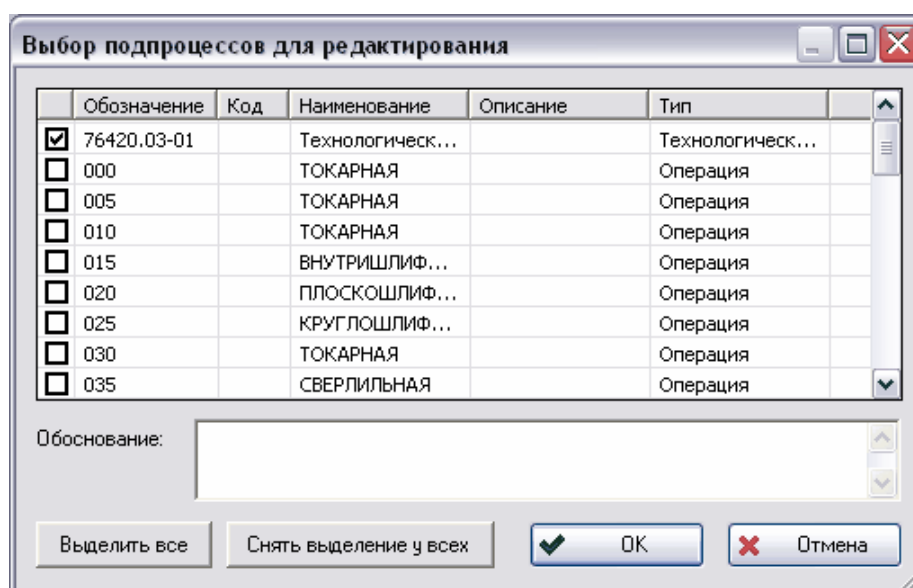 Выбор подпроцессов для редактирования
Обозначение Код Наименование Описание Тип
76420.03-01 Технологическ... Технологическ...
000 ТОКАРНАЯ Операция
005 ТОКАРНАЯ Операция
010 ТОКАРНАЯ Операция
015 ВНУТРИШЛИФ... Операция
020 ПЛОСКОШЛИФ... Операция
025 КРУГЛОШЛИФ... Операция
030 ТОКАРНАЯ Операция
035 СВЕРЛИЛЬНАЯ Операция
Обоснование:
Выделить все Снять выделение у всех OK Отмена